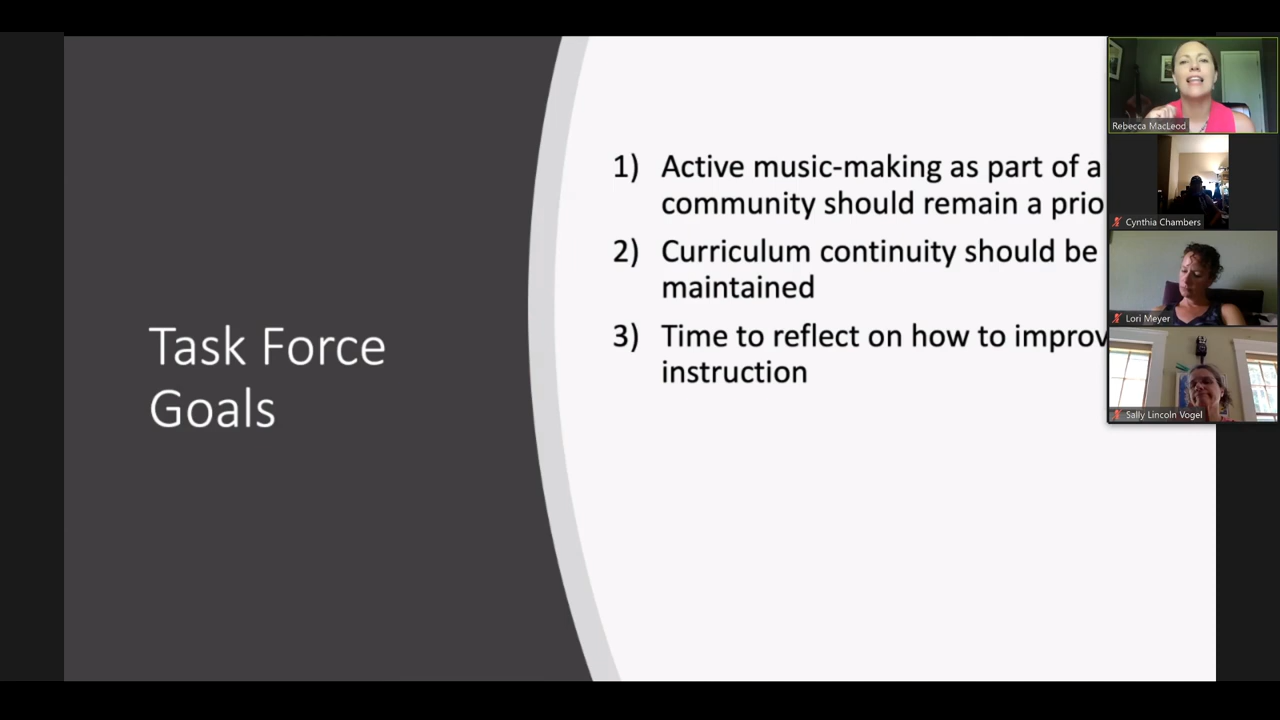 Task Force
Goals
1) Active music-making as part of a
community should remain a prio
2) Curriculum continuity should be
maintained
3) Time to reflect on how to improv
instruction
Rebecca MacLeod
Cynthia Chambers
Lori Meyer
Sally Lincoln Vogel